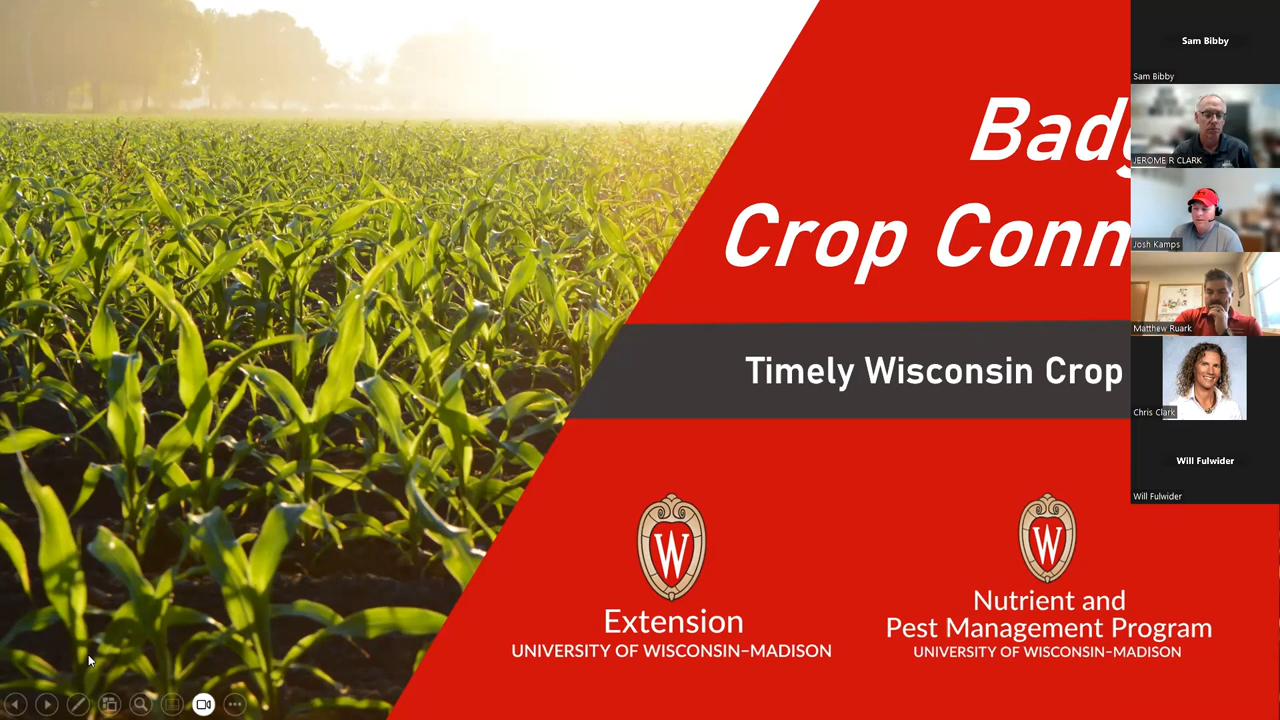 Bad
Crop Conn
Timely Wisconsin Crop
W
Extension
UNIVERSITY OF WISCONSIN–MADISON
W
Nutrient and
Pest Management Program
UNIVERSITY OF WISCONSIN–MADISON
Sam Bibby
Sam Bibby
JEROME R CLARK
Josh Kamps
Matthew Ruark
Chris Clark
Will Fulwider
Will Fulwider